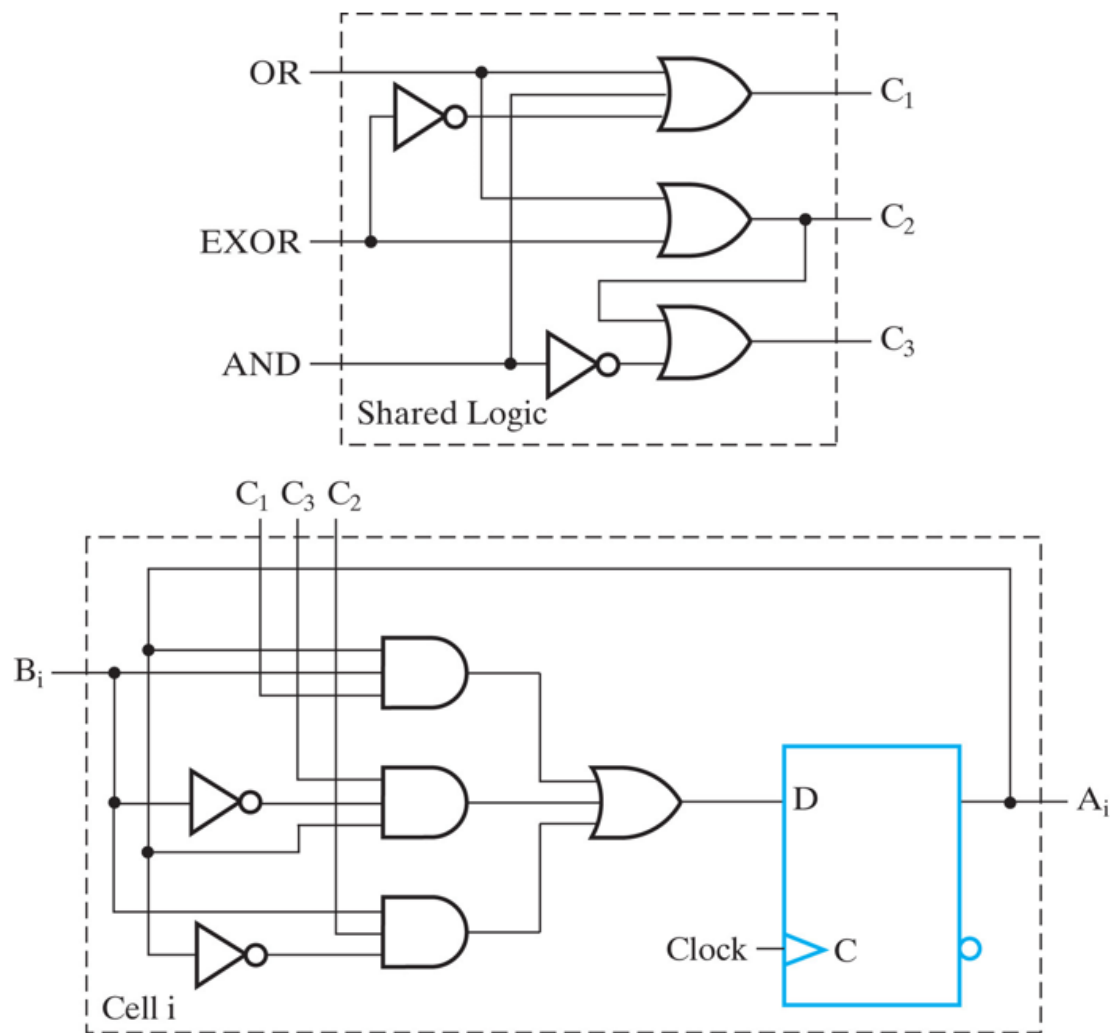 OR
C₁
EXOR
C₂
AND
C₃
Shared Logic
C₁ C₃ C₂
Bᵢ
D
Aᵢ
Clock
C
Cell i